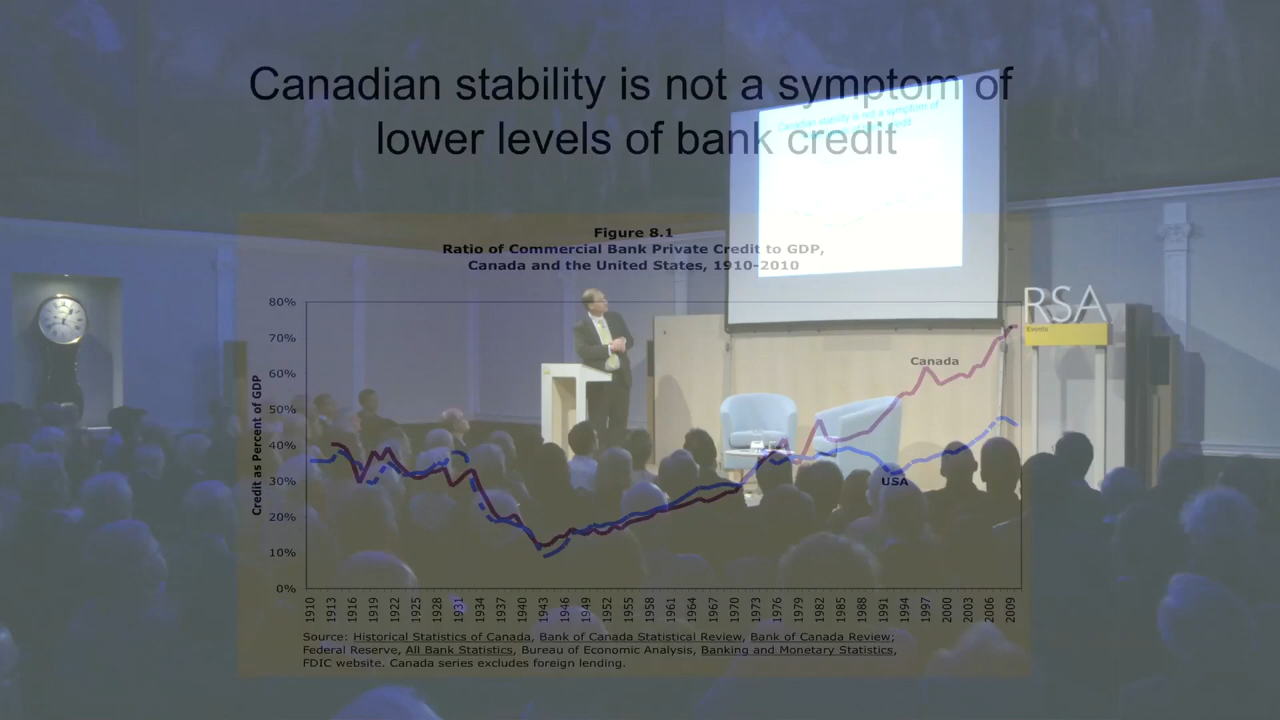 Canadian stability is not a symptom of
lower levels of bank credit
Canadian stability is not a symptom of
Figure 8.1
Ratio of Commercial Bank Private Credit to GDP,
Canada and the United States, 1910-2010
RSA
Events
Credit as Percent of GDP
80%
70%
60%
50%
40%
30%
20%
10%
0%
Canada
USA
1910 1913 1916 1919 1922 1925 1928 1931 1934 1937 1940 1943 1946 1949 1952 1955 1958 1961 1964 1967 1970 1973 1976 1979 1982 1985 1988 1991 1994 1997 2000 2003 2006 2009
Source: Historical Statistics of Canada, Bank of Canada Statistical Review, Bank of Canada Review;
Federal Reserve, All Bank Statistics, Bureau of Economic Analysis, Banking and Monetary Statistics,
FDIC website. Canada series excludes foreign lending.